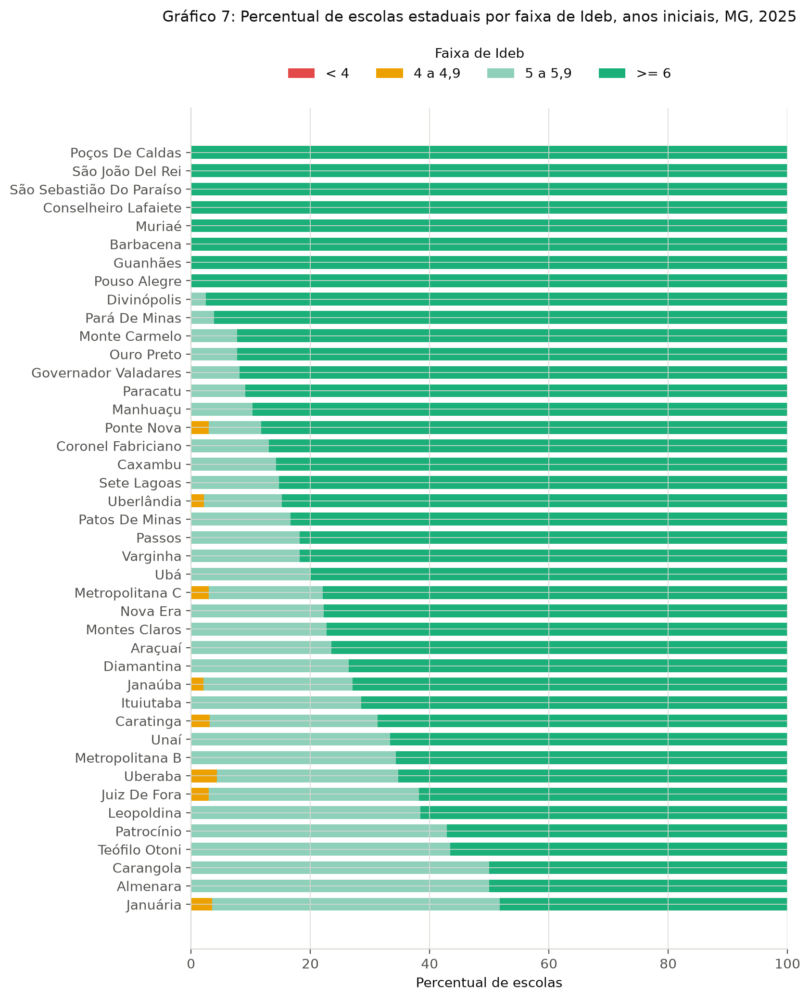 Gráfico 7: Percentual de escolas estaduais por faixa de Ideb, anos iniciais, MG, 2025
Faixa de Ideb
< 4 4 a 4,9 5 a 5,9 >= 6
Poços De Caldas
São João Del Rei
São Sebastião Do Paraíso
Conselheiro Lafaiete
Muriaé
Barbacena
Guanhães
Pouso Alegre
Divinópolis
Pará De Minas
Monte Carmelo
Ouro Preto
Governador Valadares
Paracatu
Manhuaçu
Ponte Nova
Coronel Fabriciano
Caxambu
Sete Lagoas
Uberlândia
Patos De Minas
Passos
Varginha
Ubá
Metropolitana C
Nova Era
Montes Claros
Araçuaí
Diamantina
Janaúba
Ituiutaba
Caratinga
Unaí
Metropolitana B
Uberaba
Juiz De Fora
Leopoldina
Patrocínio
Teófilo Otoni
Carangola
Almenara
Januária
0 20 40 60 80 100
Percentual de escolas